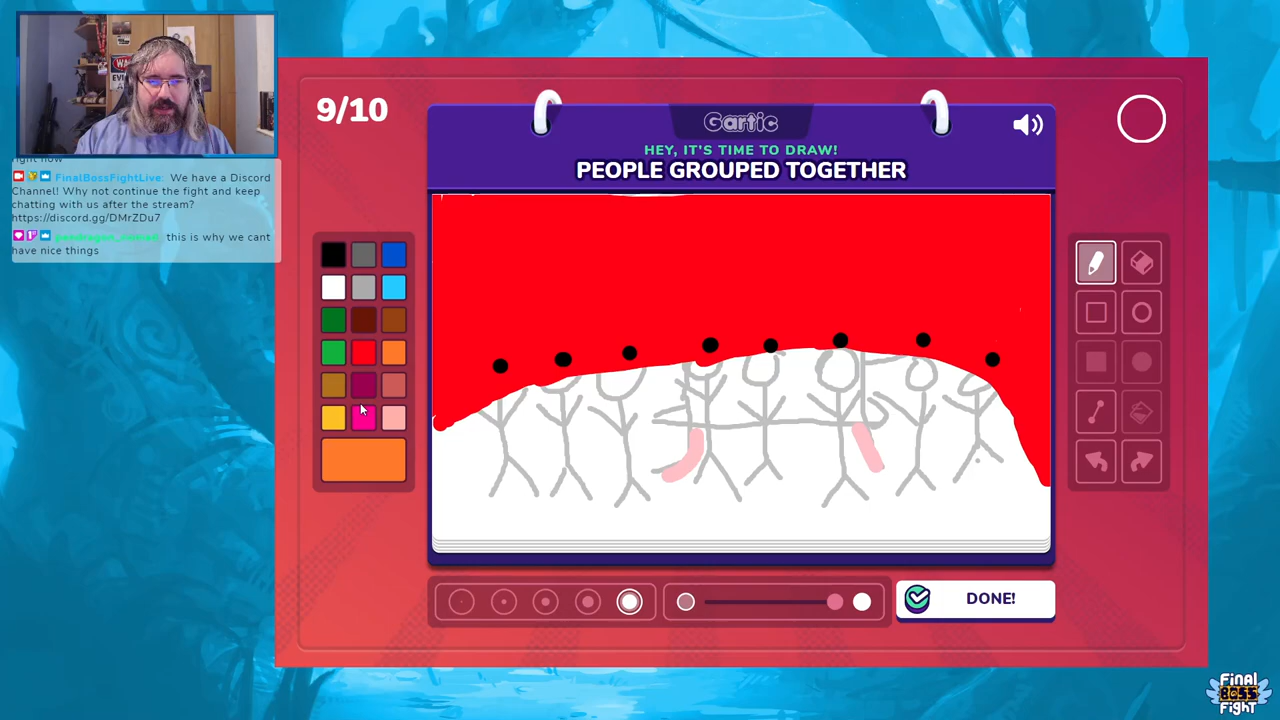 right now
FinalBossFightLive: We have a Discord
Channel! Why not continue the fight and keep
chatting with us after the stream?
https://discord.gg/DMrZDu7
this is why we cant
have nice things
9/10
Gartic
HEY, IT'S TIME TO DRAW!
PEOPLE GROUPED TOGETHER
DONE!
FINAL
BOSS
FIGHT